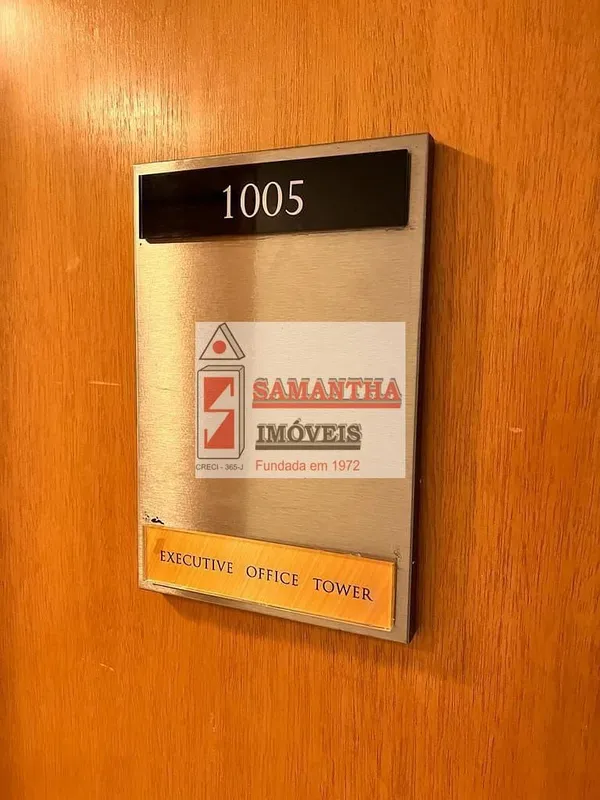 1005
SAMANTHA
IMÓVEIS
CRECI - 365-J
Fundada em 1972
EXECUTIVE OFFICE TOWER